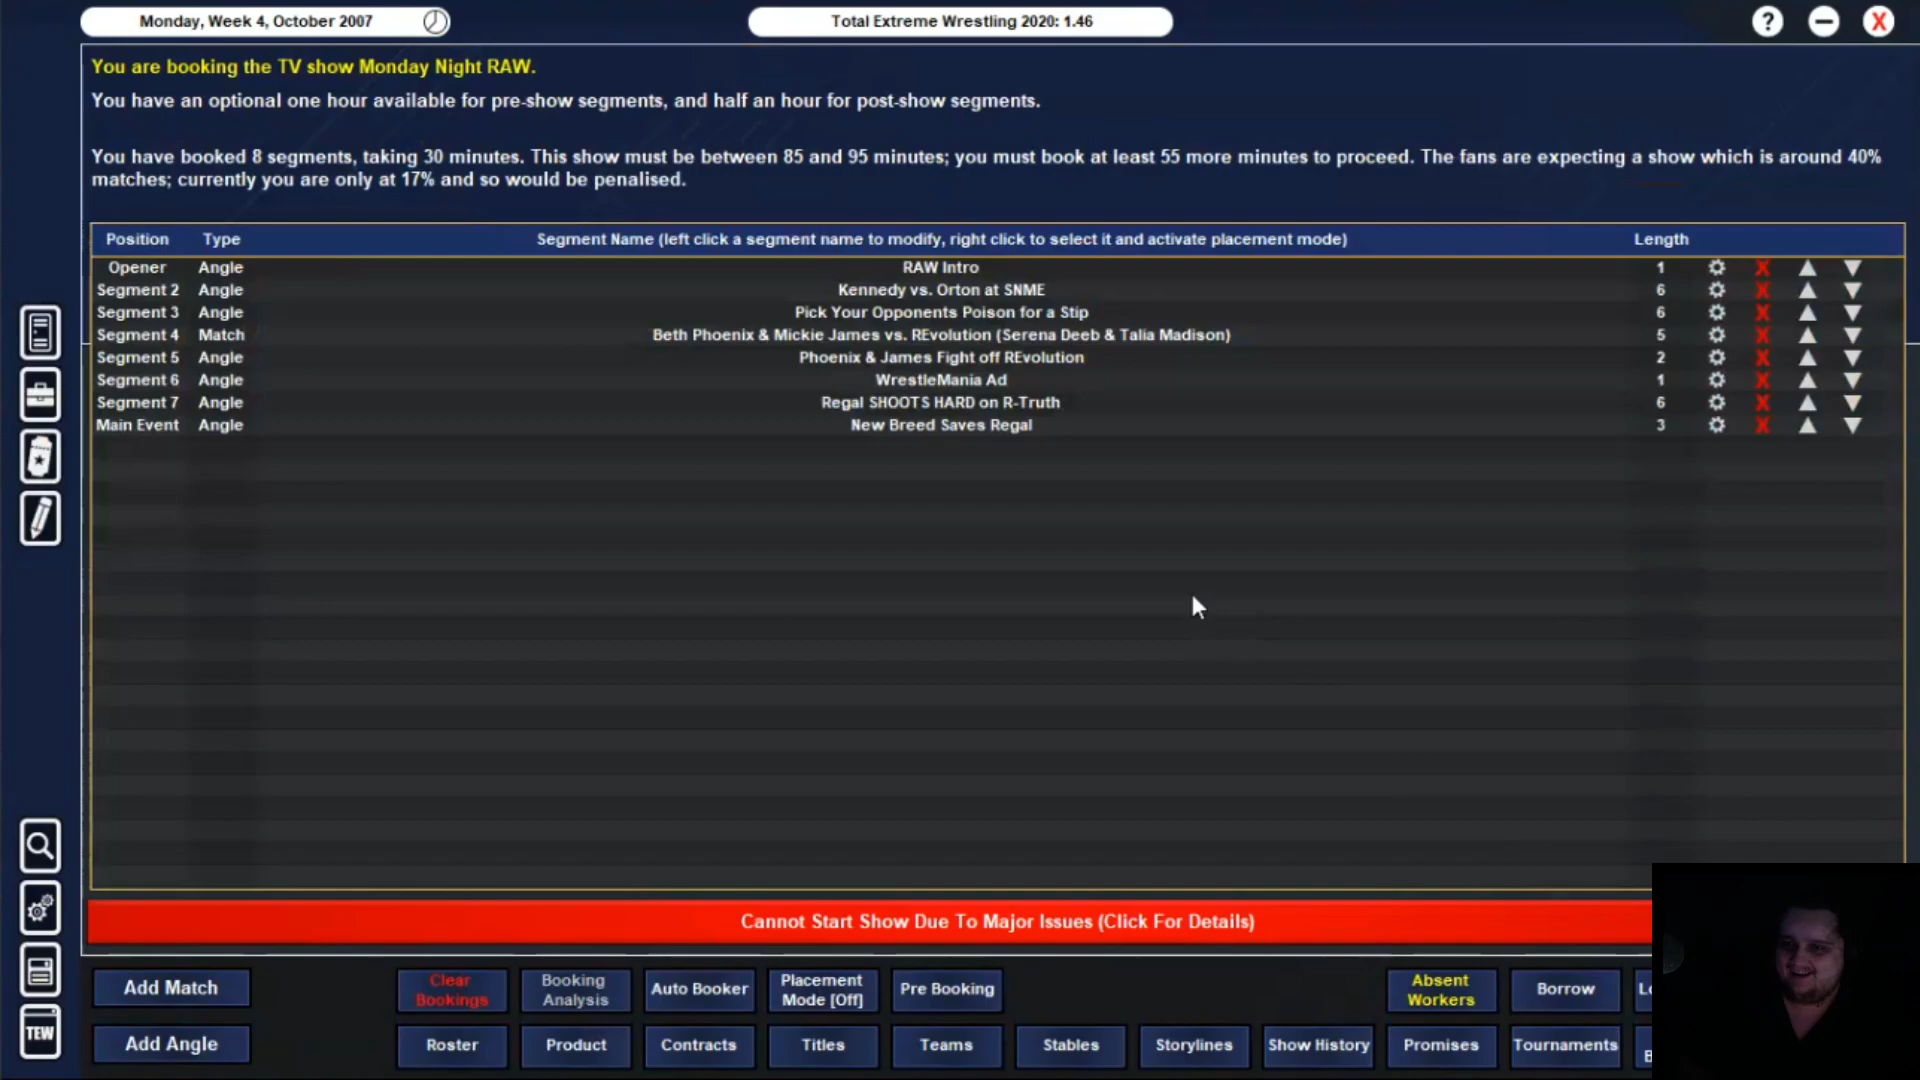 Monday, Week 4, October 2007
Total Extreme Wrestling 2020: 1.46
?
X
You are booking the TV show Monday Night RAW.
You have an optional one hour available for pre-show segments, and half an hour for post-show segments.
You have booked 8 segments, taking 30 minutes. This show must be between 85 and 95 minutes; you must book at least 55 more minutes to proceed. The fans are expecting a show which is around 40%
matches; currently you are only at 17% and so would be penalised.
Position Type Segment Name (left click a segment name to modify, right click to select it and activate placement mode) Length
Opener Angle RAW Intro 1 X
Segment 2 Angle Kennedy vs. Orton at SNME 6 X
Segment 3 Angle Pick Your Opponents Poison for a Stip 6 X
Segment 4 Match Beth Phoenix & Mickie James vs. REvolution (Serena Deeb & Talia Madison) 5 X
Segment 5 Angle Phoenix & James Fight off REvolution 2 X
Segment 6 Angle WrestleMania Ad 1 X
Segment 7 Angle Regal SHOOTS HARD on R-Truth 6 X
Main Event Angle New Breed Saves Regal 3 X
Cannot Start Show Due To Major Issues (Click For Details)
Add Match
Clear
Bookings
Booking
Analysis
Auto Booker
Placement
Mode [Off]
Pre Booking
Absent
Workers
Borrow
TEW
Add Angle
Roster
Product
Contracts
Titles
Teams
Stables
Storylines
Show History
Promises
Tournaments